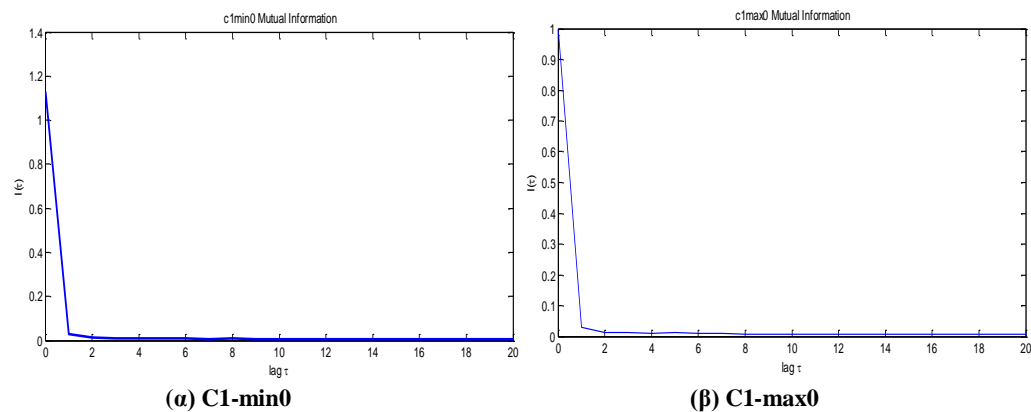 c1min0 Mutual Information
1.4
1.2
1
0.8
0.6
0.4
0.2
0
I(τ)
0 2 4 6 8 10 12 14 16 18 20
lag τ
(α) C1-min0
c1max0 Mutual Information
1
0.9
0.8
0.7
0.6
0.5
0.4
0.3
0.2
0.1
0
I(τ)
0 2 4 6 8 10 12 14 16 18 20
lag τ
(β) C1-max0